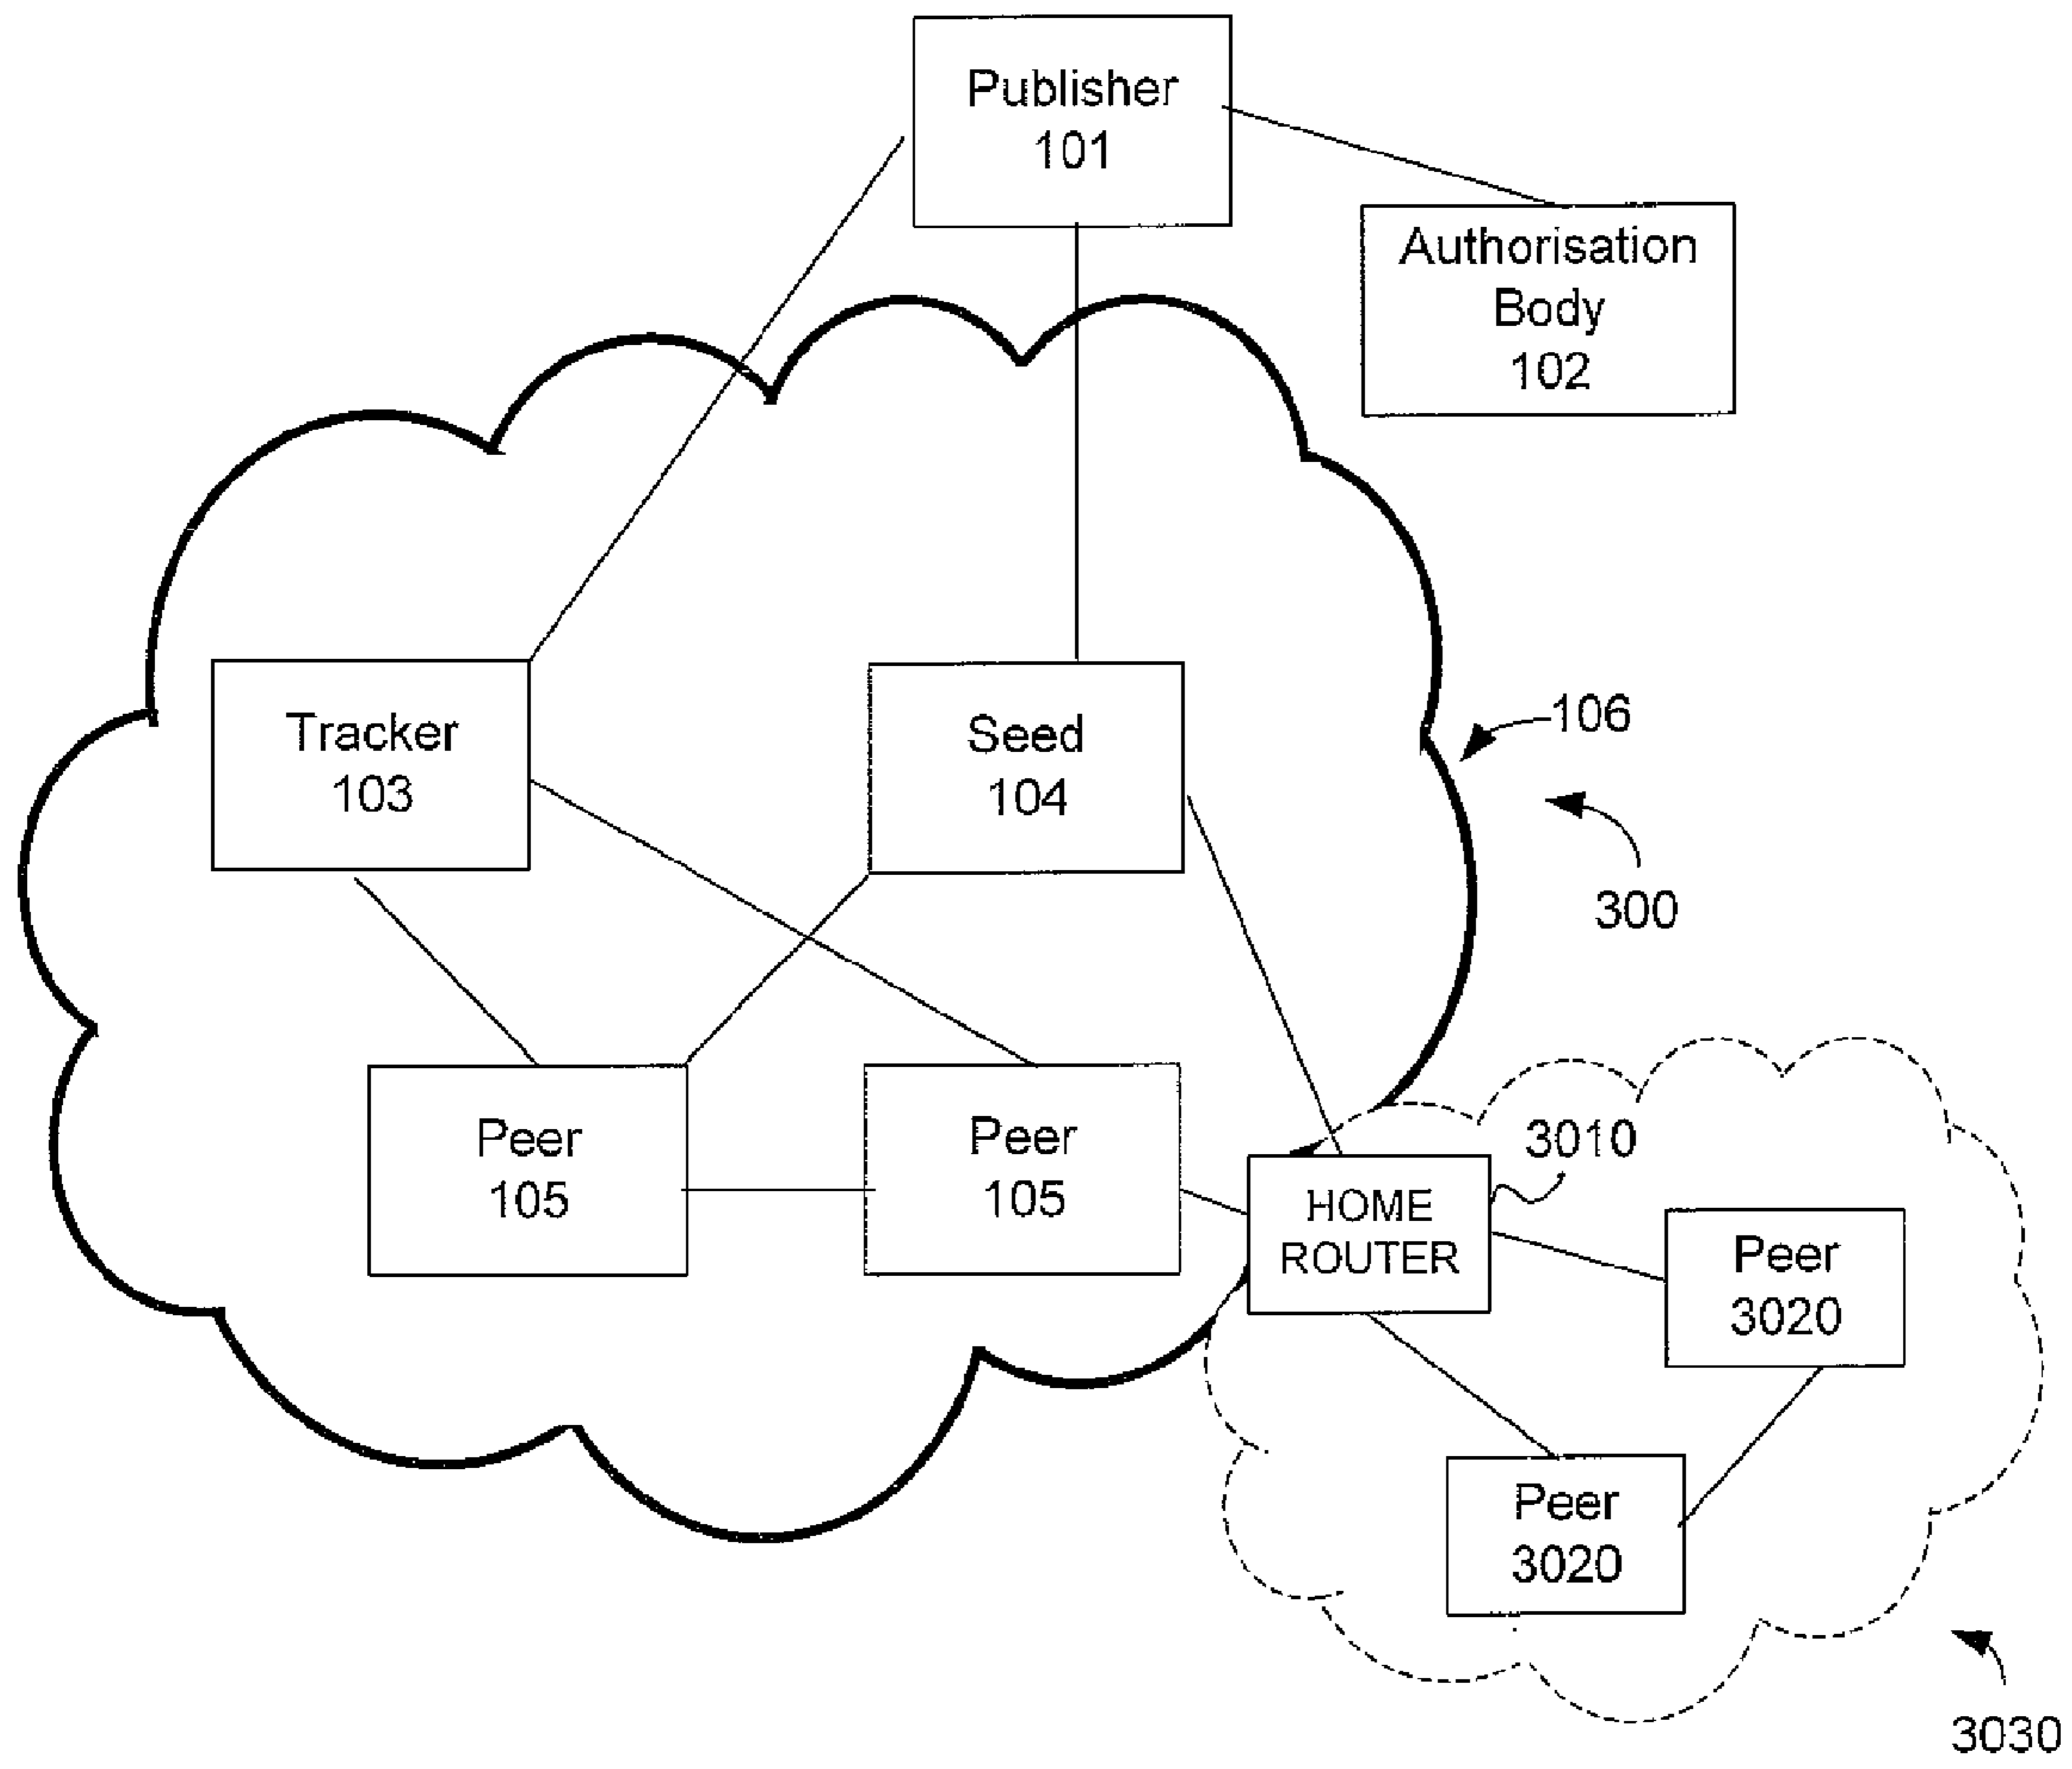 Publisher
101
Authorisation
Body
102
Tracker
103
Seed
104
106
300
Peer
105
Peer
105
3010
HOME
ROUTER
Peer
3020
Peer
3020
3030